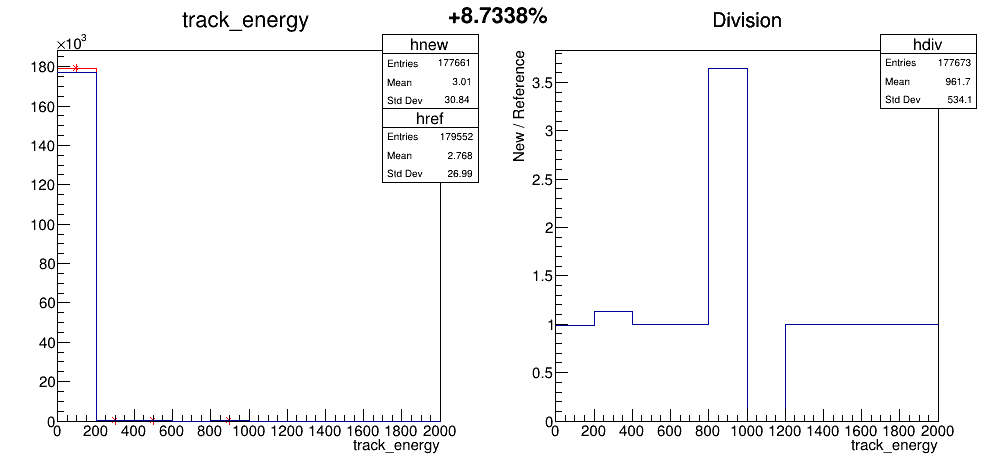 +8.7338%
track_energy
×10³
180
160
140
120
100
80
60
40
20
0
0 200 400 600 800 1000 1200 1400 1600 1800 2000
track_energy
hnew
Entries 177661
Mean 3.01
Std Dev 30.84
href
Entries 179552
Mean 2.768
Std Dev 26.99
Division
New / Reference
3.5
3
2.5
2
1.5
1
0.5
0
0 200 400 600 800 1000 1200 1400 1600 1800 2000
track_energy
hdiv
Entries 177673
Mean 961.7
Std Dev 534.1